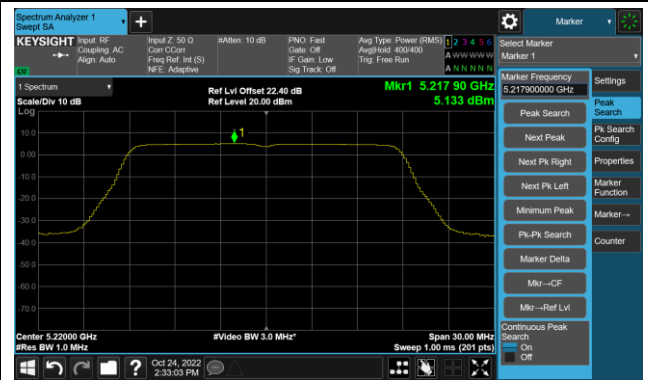 Spectrum Analyzer 1
Swept SA
+
Marker
KEYSIGHT
Input: RF
Coupling: AC
Align: Auto
Input Z: 50 Ω
Corr CCorr
Freq Ref: Int (S)
NFE: Adaptive
#Atten: 10 dB
PNO: Fast
Gate: Off
IF Gain: Low
Sig Track: Off
Avg Type: Power (RMS)
Avg|Hold: 400/400
Trig: Free Run
1 2 3 4 5 6
A W W W W W
A N N N N N
LXI
Select Marker
Marker 1
1 Spectrum
Scale/Div 10 dB
Ref Lvl Offset 22.40 dB
Ref Level 20.00 dBm
Mkr1 5.217 90 GHz
5.133 dBm
Log
10.0
0.00
-10.0
-20.0
-30.0
-40.0
-50.0
-60.0
-70.0
1
Center 5.22000 GHz
#Res BW 1.0 MHz
#Video BW 3.0 MHz*
Span 30.00 MHz
Sweep 1.00 ms (201 pts)
Marker Frequency
5.217900000 GHz
Peak Search
Next Peak
Next Pk Right
Next Pk Left
Minimum Peak
Pk-Pk Search
Marker Delta
Mkr→CF
Mkr→Ref Lvl
Continuous Peak
Search
On
Off
Settings
Peak
Search
Pk Search
Config
Properties
Marker
Function
Marker→
Counter
?
Oct 24, 2022
2:33:03 PM